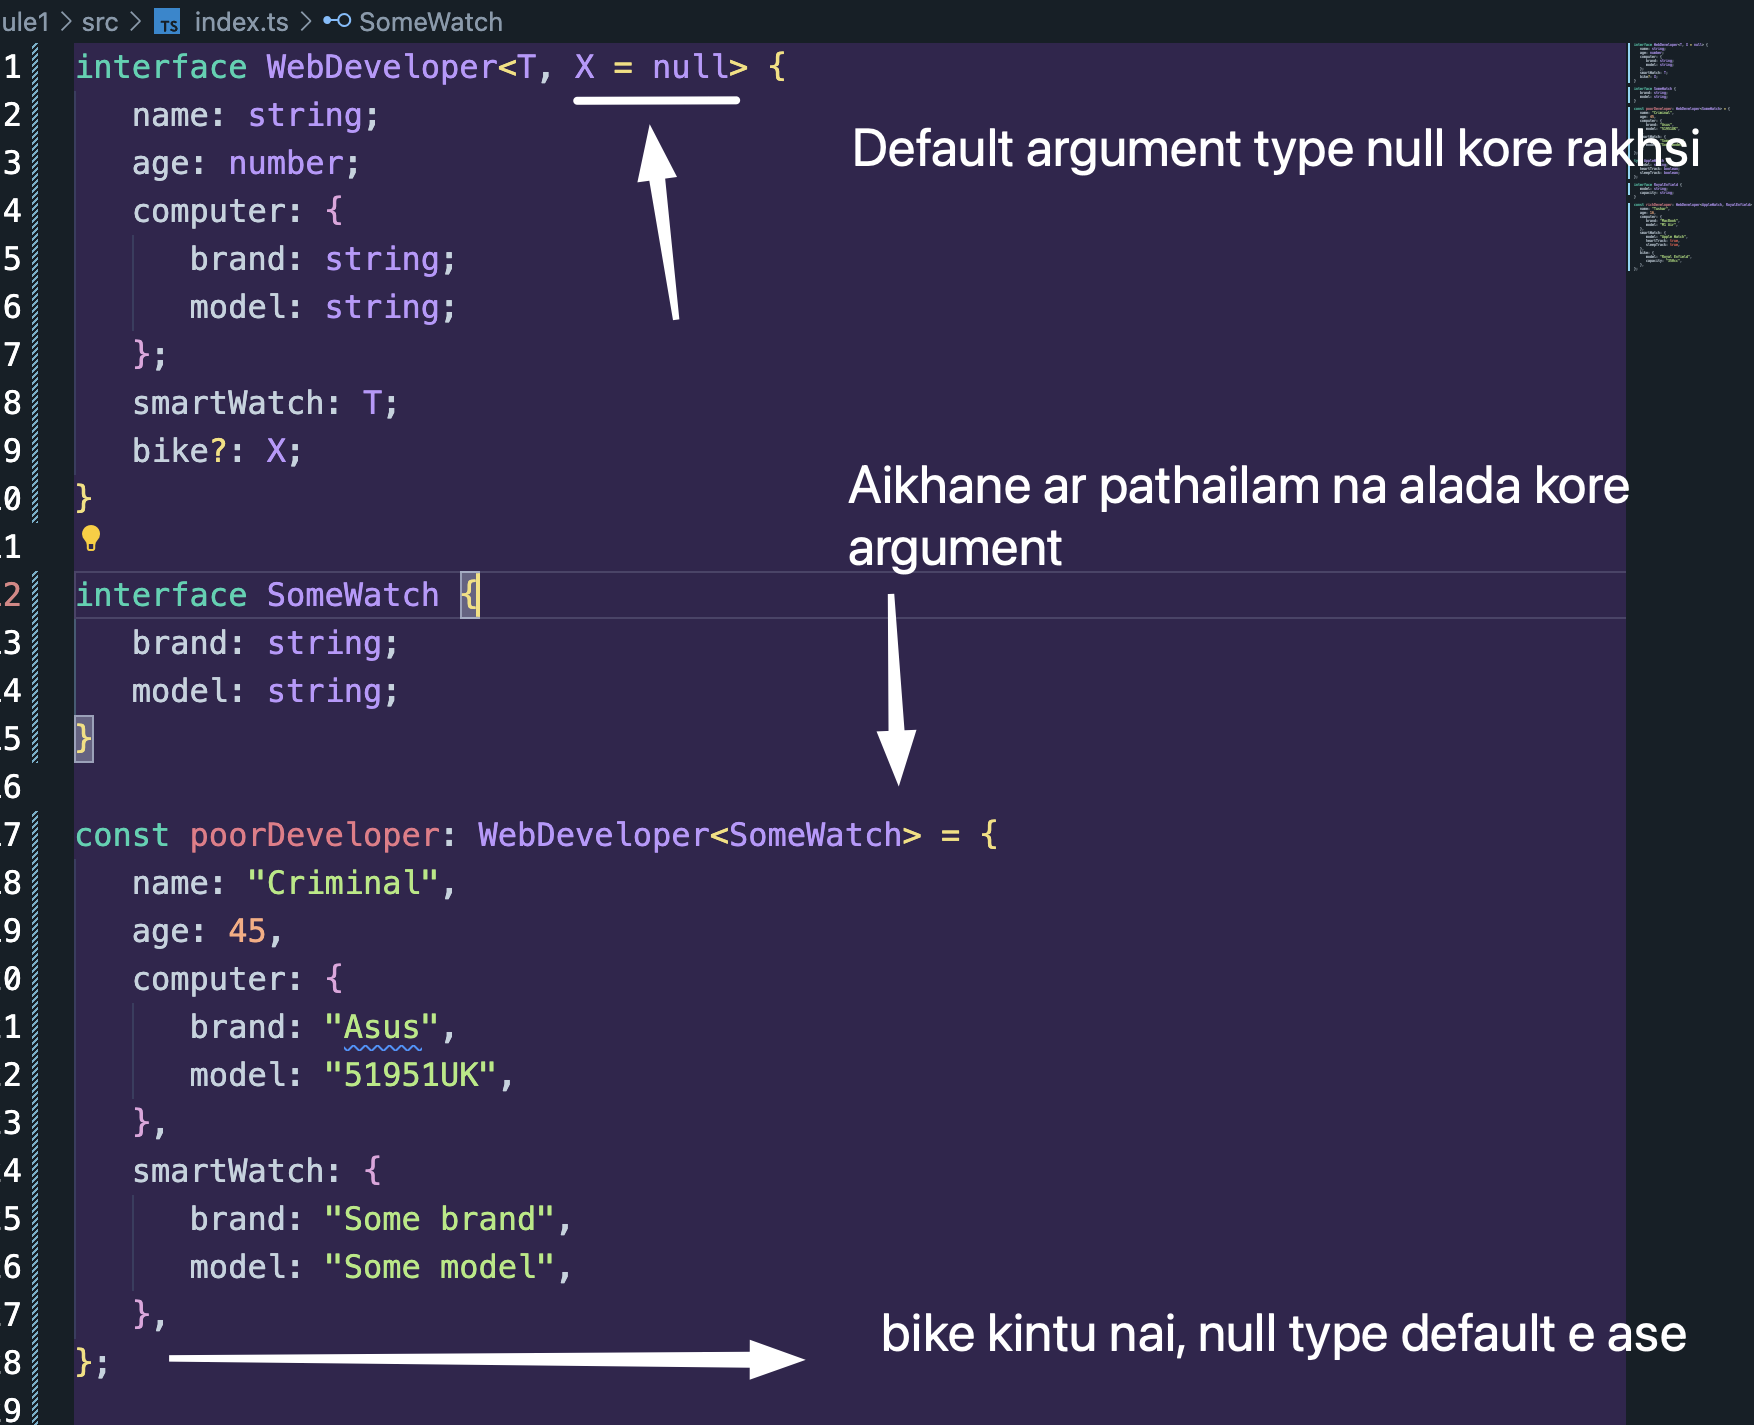 ule1 > src > TS index.ts > SomeWatch
1 interface WebDeveloper<T, X = null> {
2 name: string;
Default argument type null kore rakhsi
3 age: number;
4 computer: {
5 brand: string;
6 model: string;
7 };
8 smartWatch: T;
9 bike?: X;
Aikhane ar pathailam na alada kore
argument
0 }
1
2 interface SomeWatch {
3 brand: string;
4 model: string;
5 }
6
7 const poorDeveloper: WebDeveloper<SomeWatch> = {
8 name: "Criminal",
9 age: 45,
0 computer: {
1 brand: "Asus",
2 model: "51951UK",
3 },
4 smartWatch: {
5 brand: "Some brand",
6 model: "Some model",
7 },
bike kintu nai, null type default e ase
8 };
9